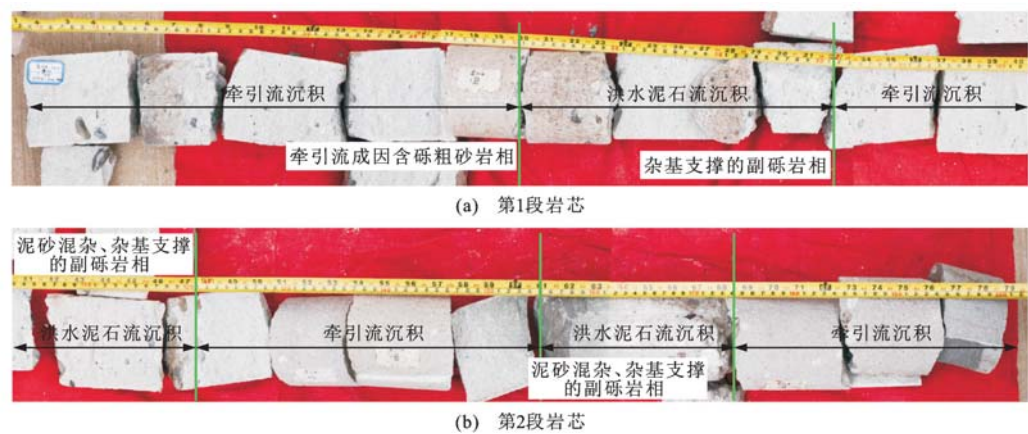 牵引流沉积
洪水泥石流沉积
牵引流沉积
牵引流成因含砾粗砂岩相
杂基支撑的副砾岩相
(a) 第1段岩芯
泥砂混杂、杂基支撑
的副砾岩相
洪水泥石流沉积
牵引流沉积
洪水泥石流沉积
牵引流沉积
泥砂混杂、杂基支撑
的副砾岩相
(b) 第2段岩芯